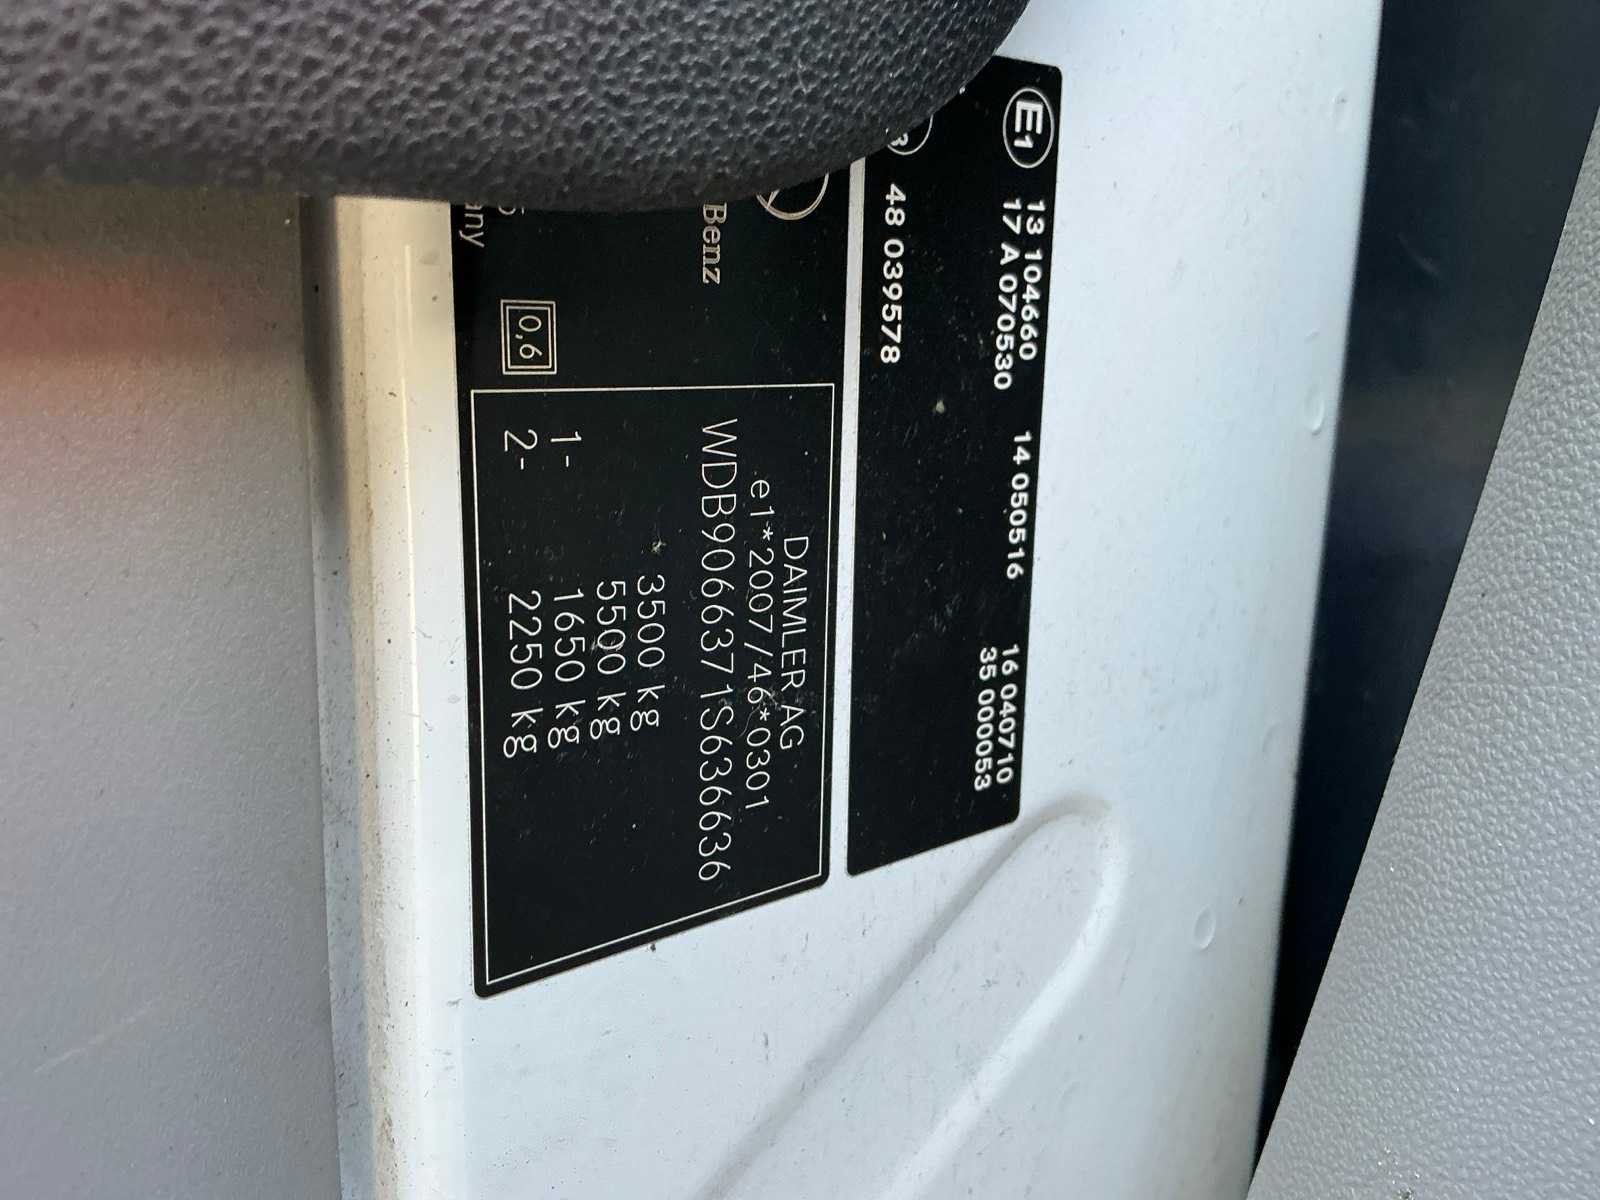 E1
13 104660 14 050516 16 040710
17 A 070530 35 000053
48 039578
Benz
DAIMLER AG
e1*2007/46*0301
WDB9066371S636636
3500 kg
5500 kg
1- 1650 kg
2- 2250 kg
0,6